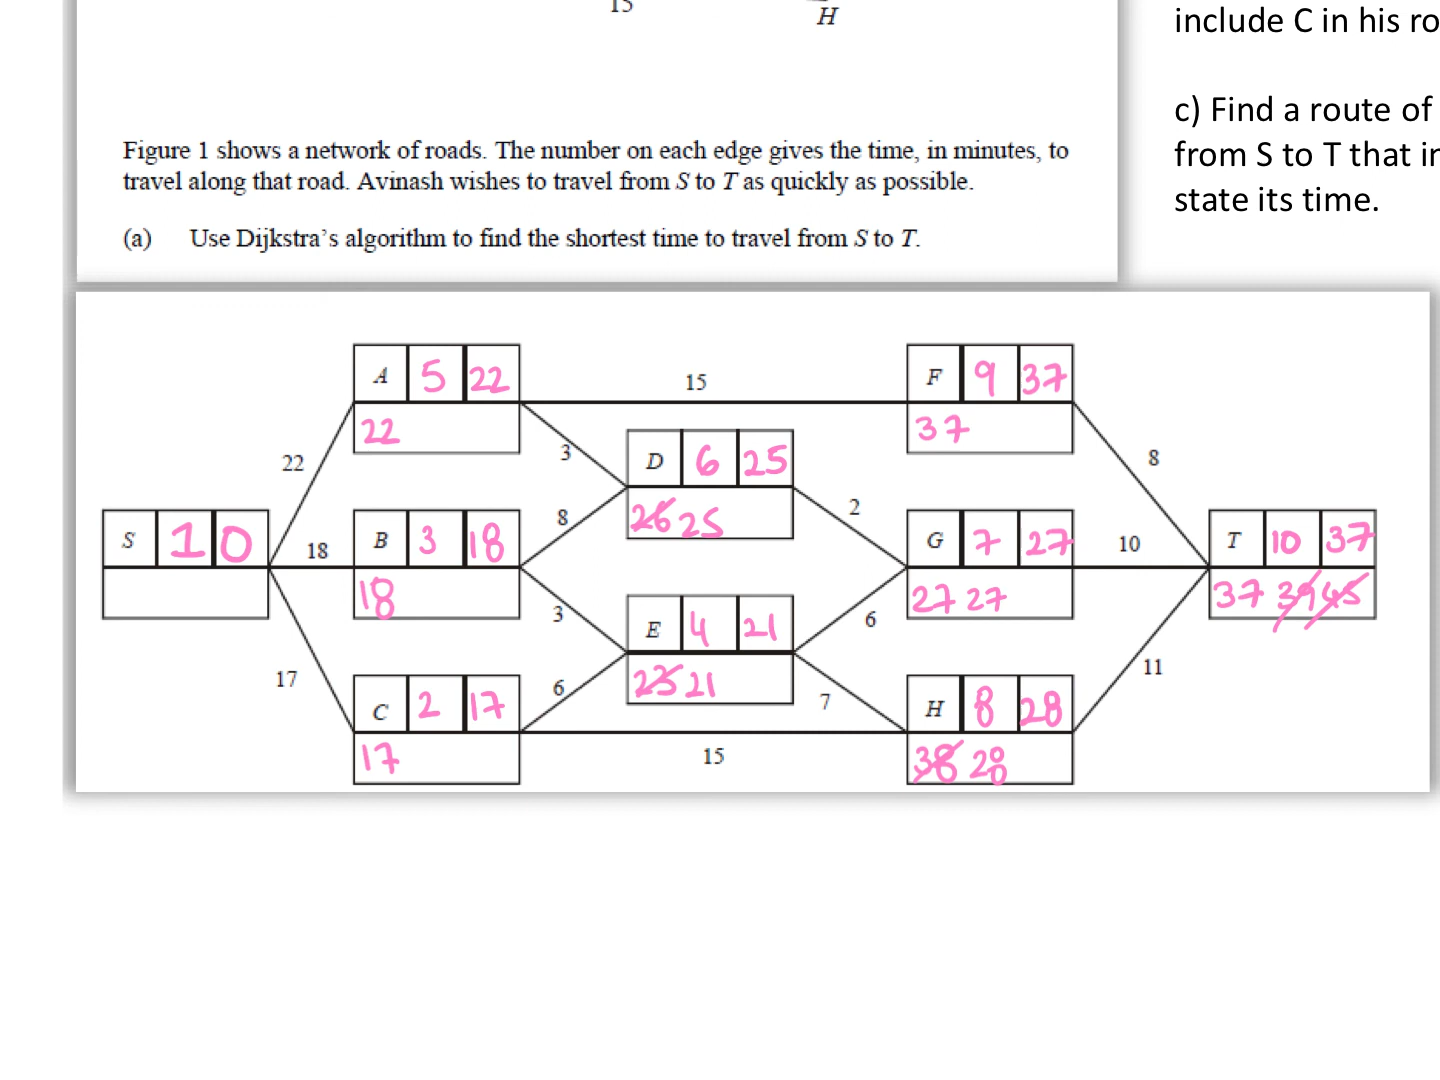 15
H
include C in his ro
c) Find a route of
from S to T that ir
state its time.
Figure 1 shows a network of roads. The number on each edge gives the time, in minutes, to
travel along that road. Avinash wishes to travel from S to T as quickly as possible.
(a) Use Dijkstra's algorithm to find the shortest time to travel from S to T.
A 5 22
22
15
F 9 37
37
22
3
D 6 25
26 25
8
8
2
S 1 0
18
B 3 18
18
G 7 27
27 27
10
T 10 37
37 39 45
3
E 4 21
23 21
6
17
6
7
11
C 2 17
17
15
H 8 28
38 28